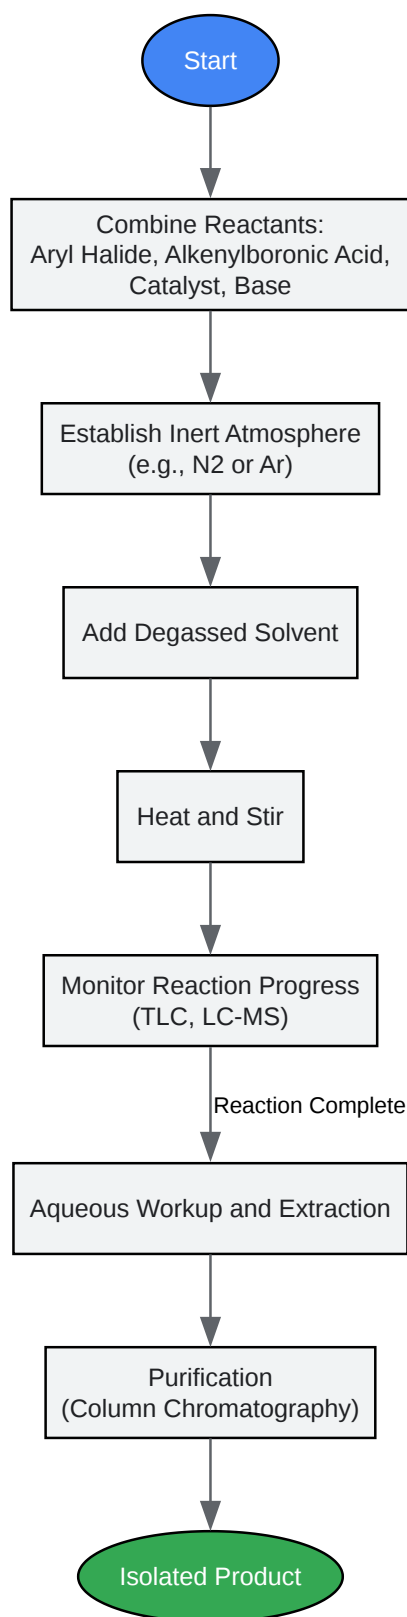 Start
Combine Reactants:
Aryl Halide, Alkenylboronic Acid,
Catalyst, Base
Establish Inert Atmosphere
(e.g., N2 or Ar)
Add Degassed Solvent
Heat and Stir
Monitor Reaction Progress
(TLC, LC-MS)
Reaction Complete
Aqueous Workup and Extraction
Purification
(Column Chromatography)
Isolated Product